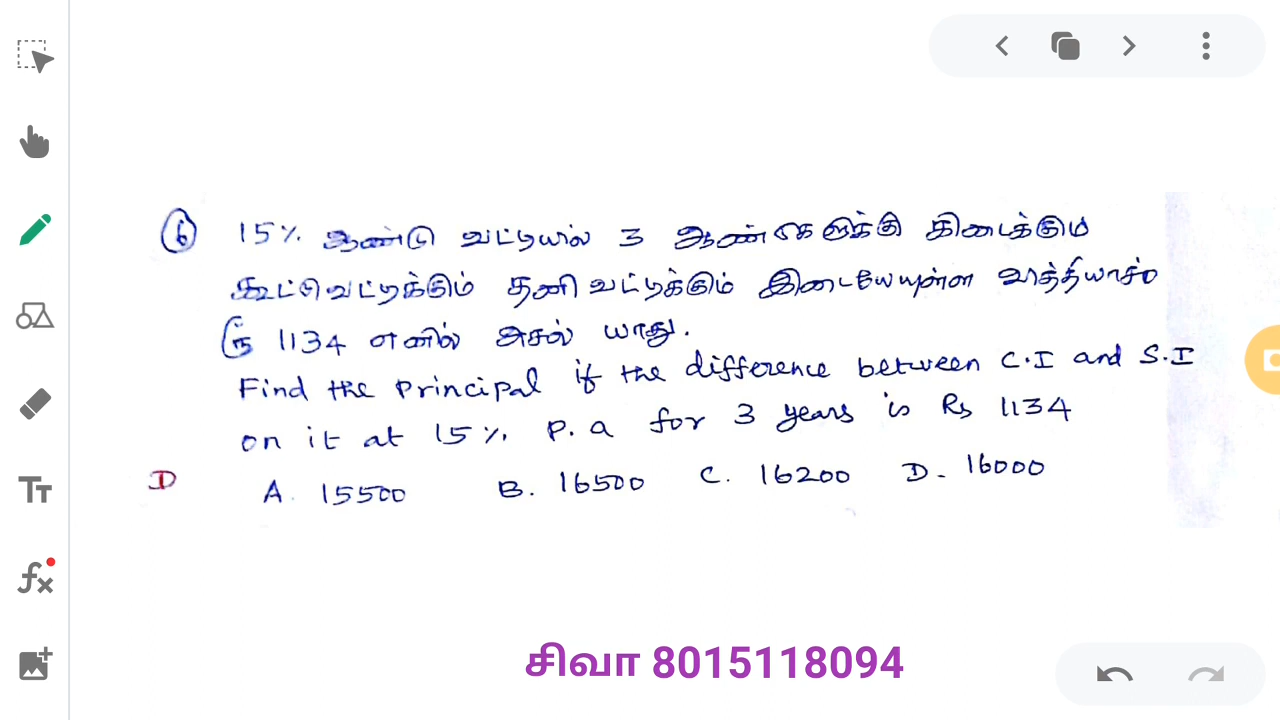 6 15%. ஆண்டு வட்டியில் 3 ஆண்டுகளுக்கு கிடைக்கும்
கூட்டுவட்டிக்கும் தனி வட்டிக்கும் இடையேயுள்ள வித்தியாசம்
ரூ 1134 எனில் அசல் யாது.
Find the Principal if the difference between C.I and S.I
on it at 15%. P.a for 3 years is Rs 1134
D A. 15500 B. 16500 C. 16200 D. 16000
சிவா 8015118094
Tт
fx